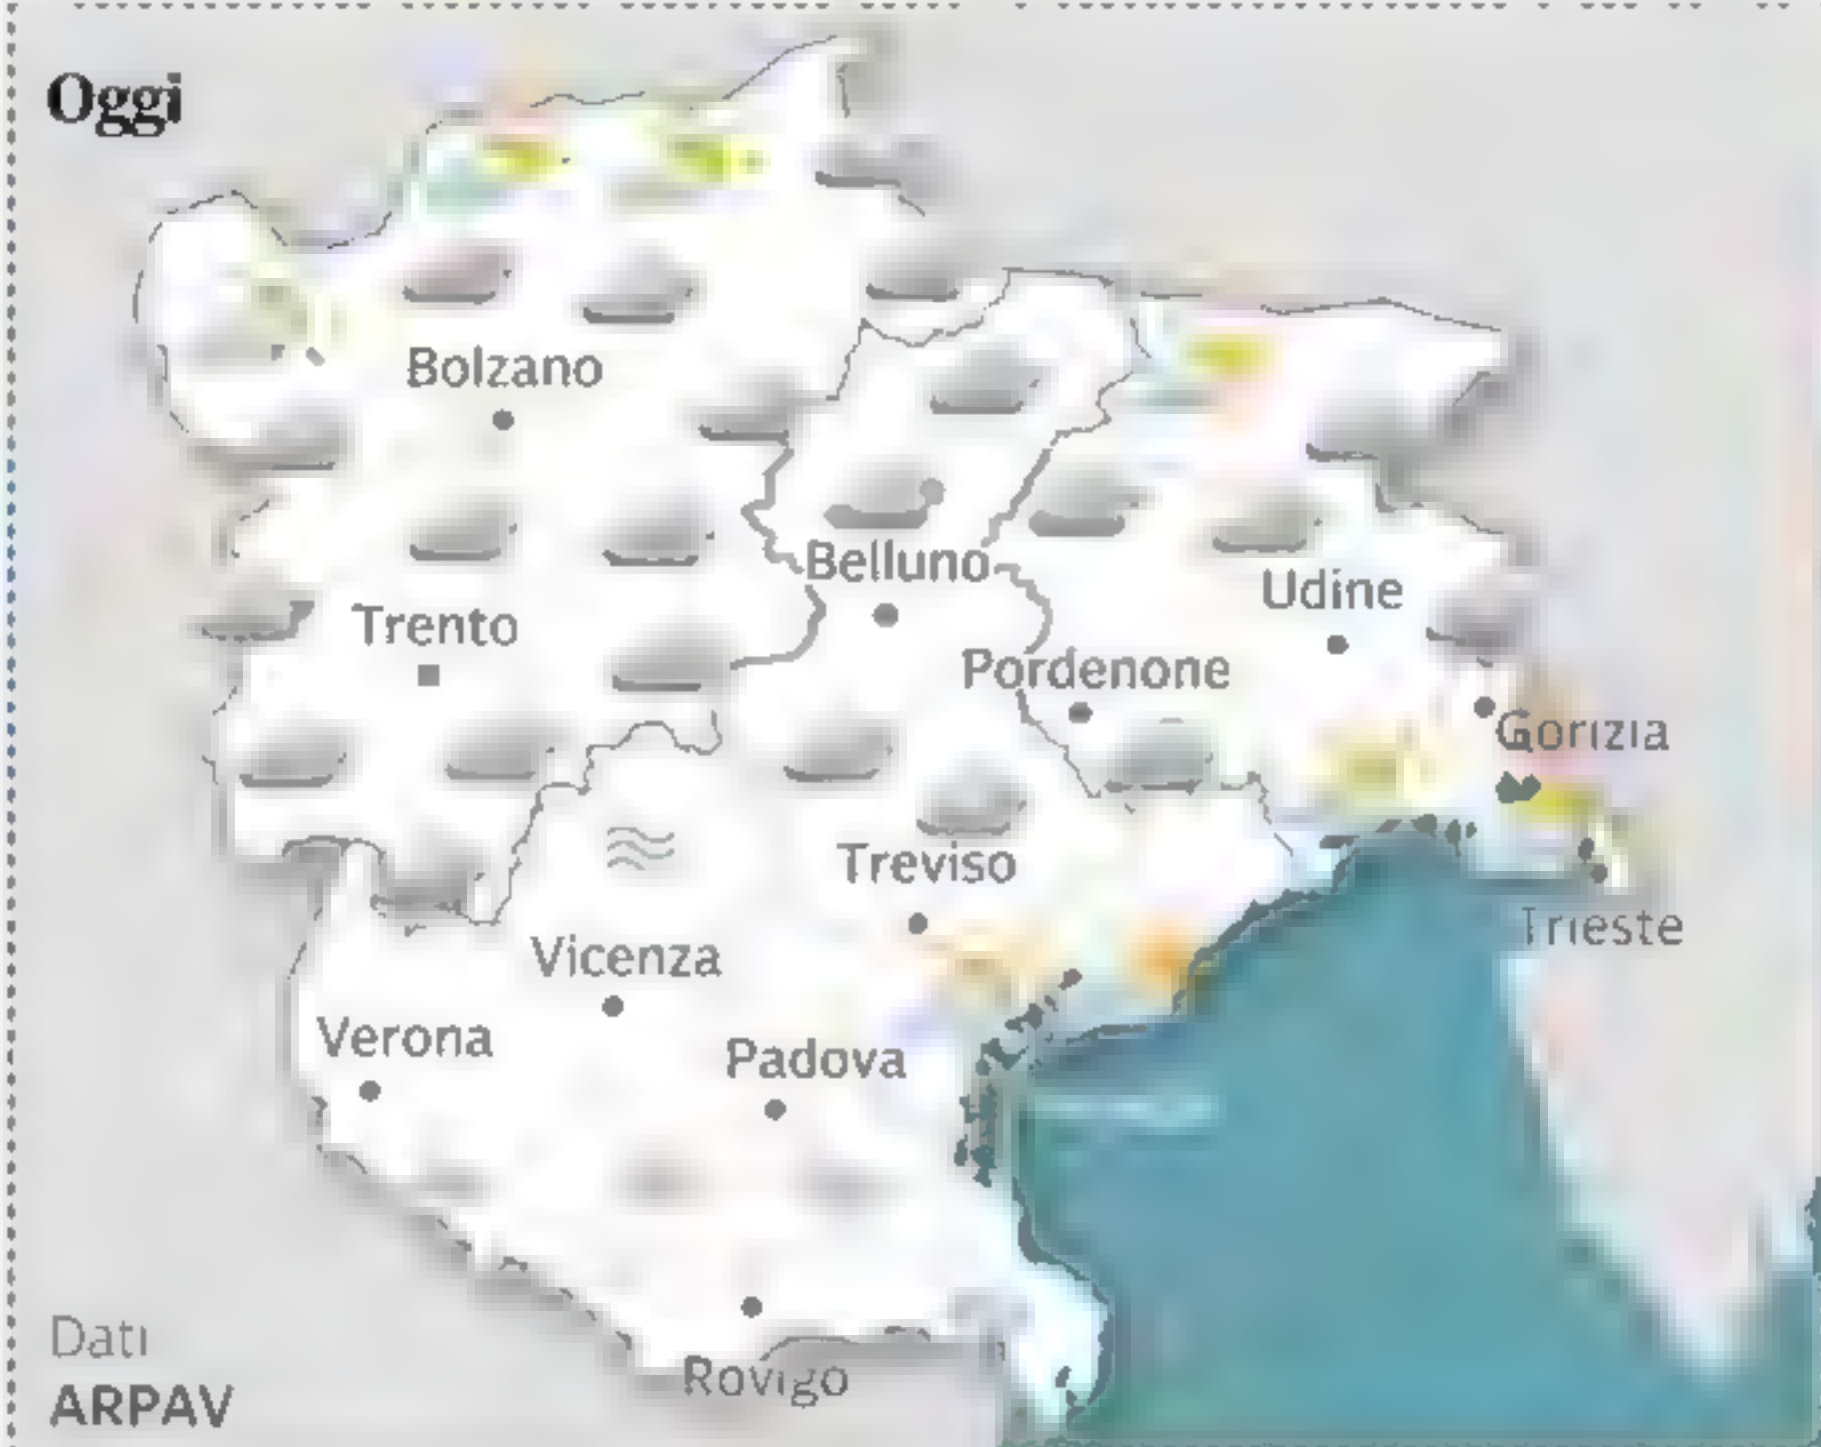 Oggi
Bolzano
Belluno
Udine
Trento
Pordenone
Gorizia
Treviso
Trieste
Vicenza
Verona
Padova
Dati
Rovigo
ARPAV